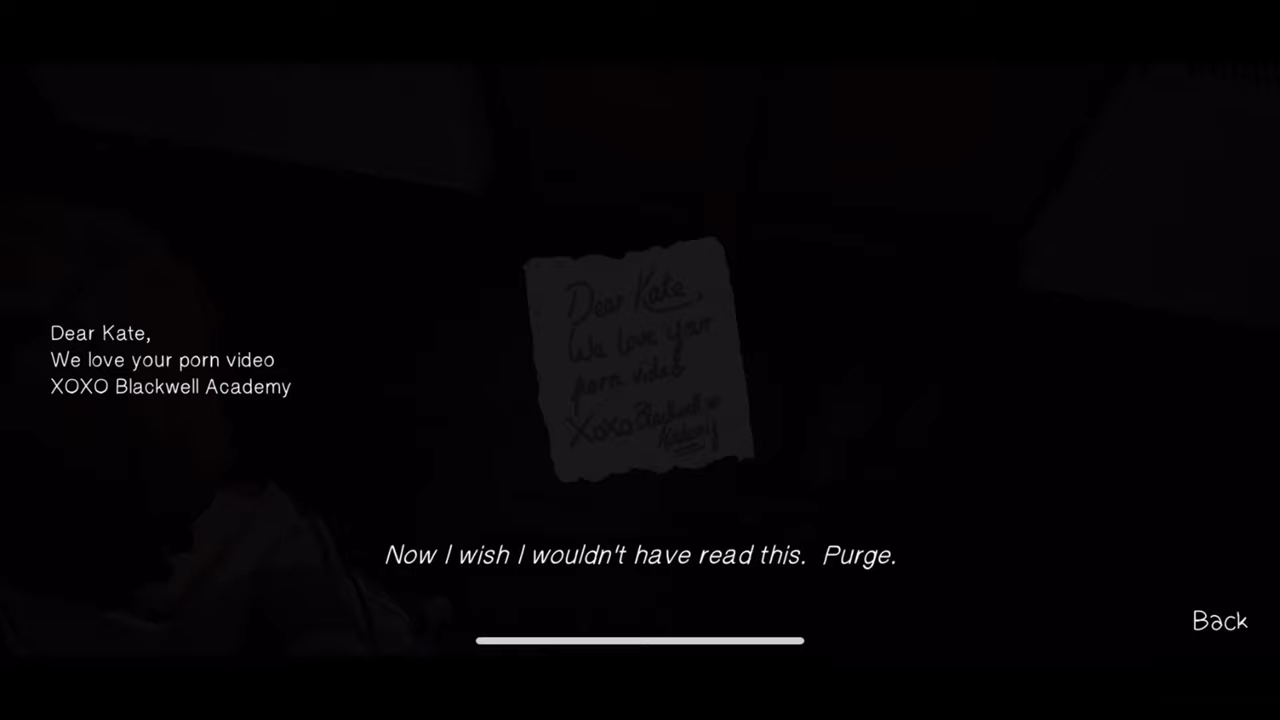 Dear Kate,
We love your porn video
XOXO Blackwell Academy
Dear Kate,
We love your
porn video
XOXO Blackwell
Academy
Now I wish I wouldn't have read this.  Purge.
Back